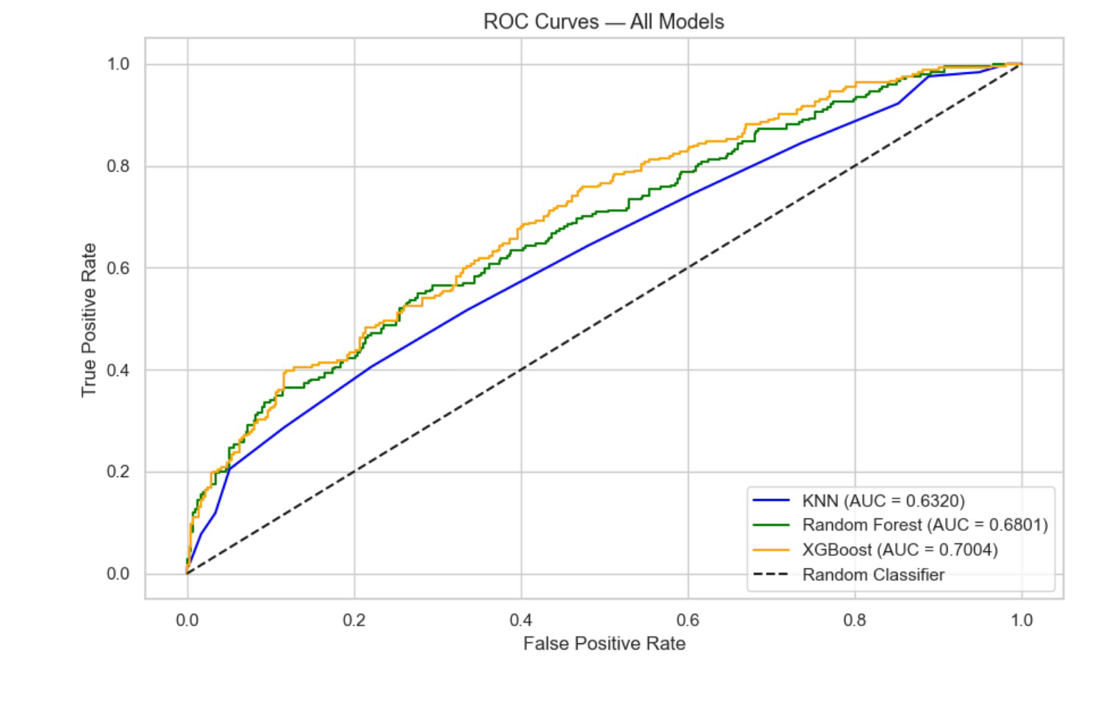 ROC Curves — All Models
True Positive Rate
1.0
0.8
0.6
0.4
0.2
0.0
0.0 0.2 0.4 0.6 0.8 1.0
False Positive Rate
KNN (AUC = 0.6320)
Random Forest (AUC = 0.6801)
XGBoost (AUC = 0.7004)
Random Classifier